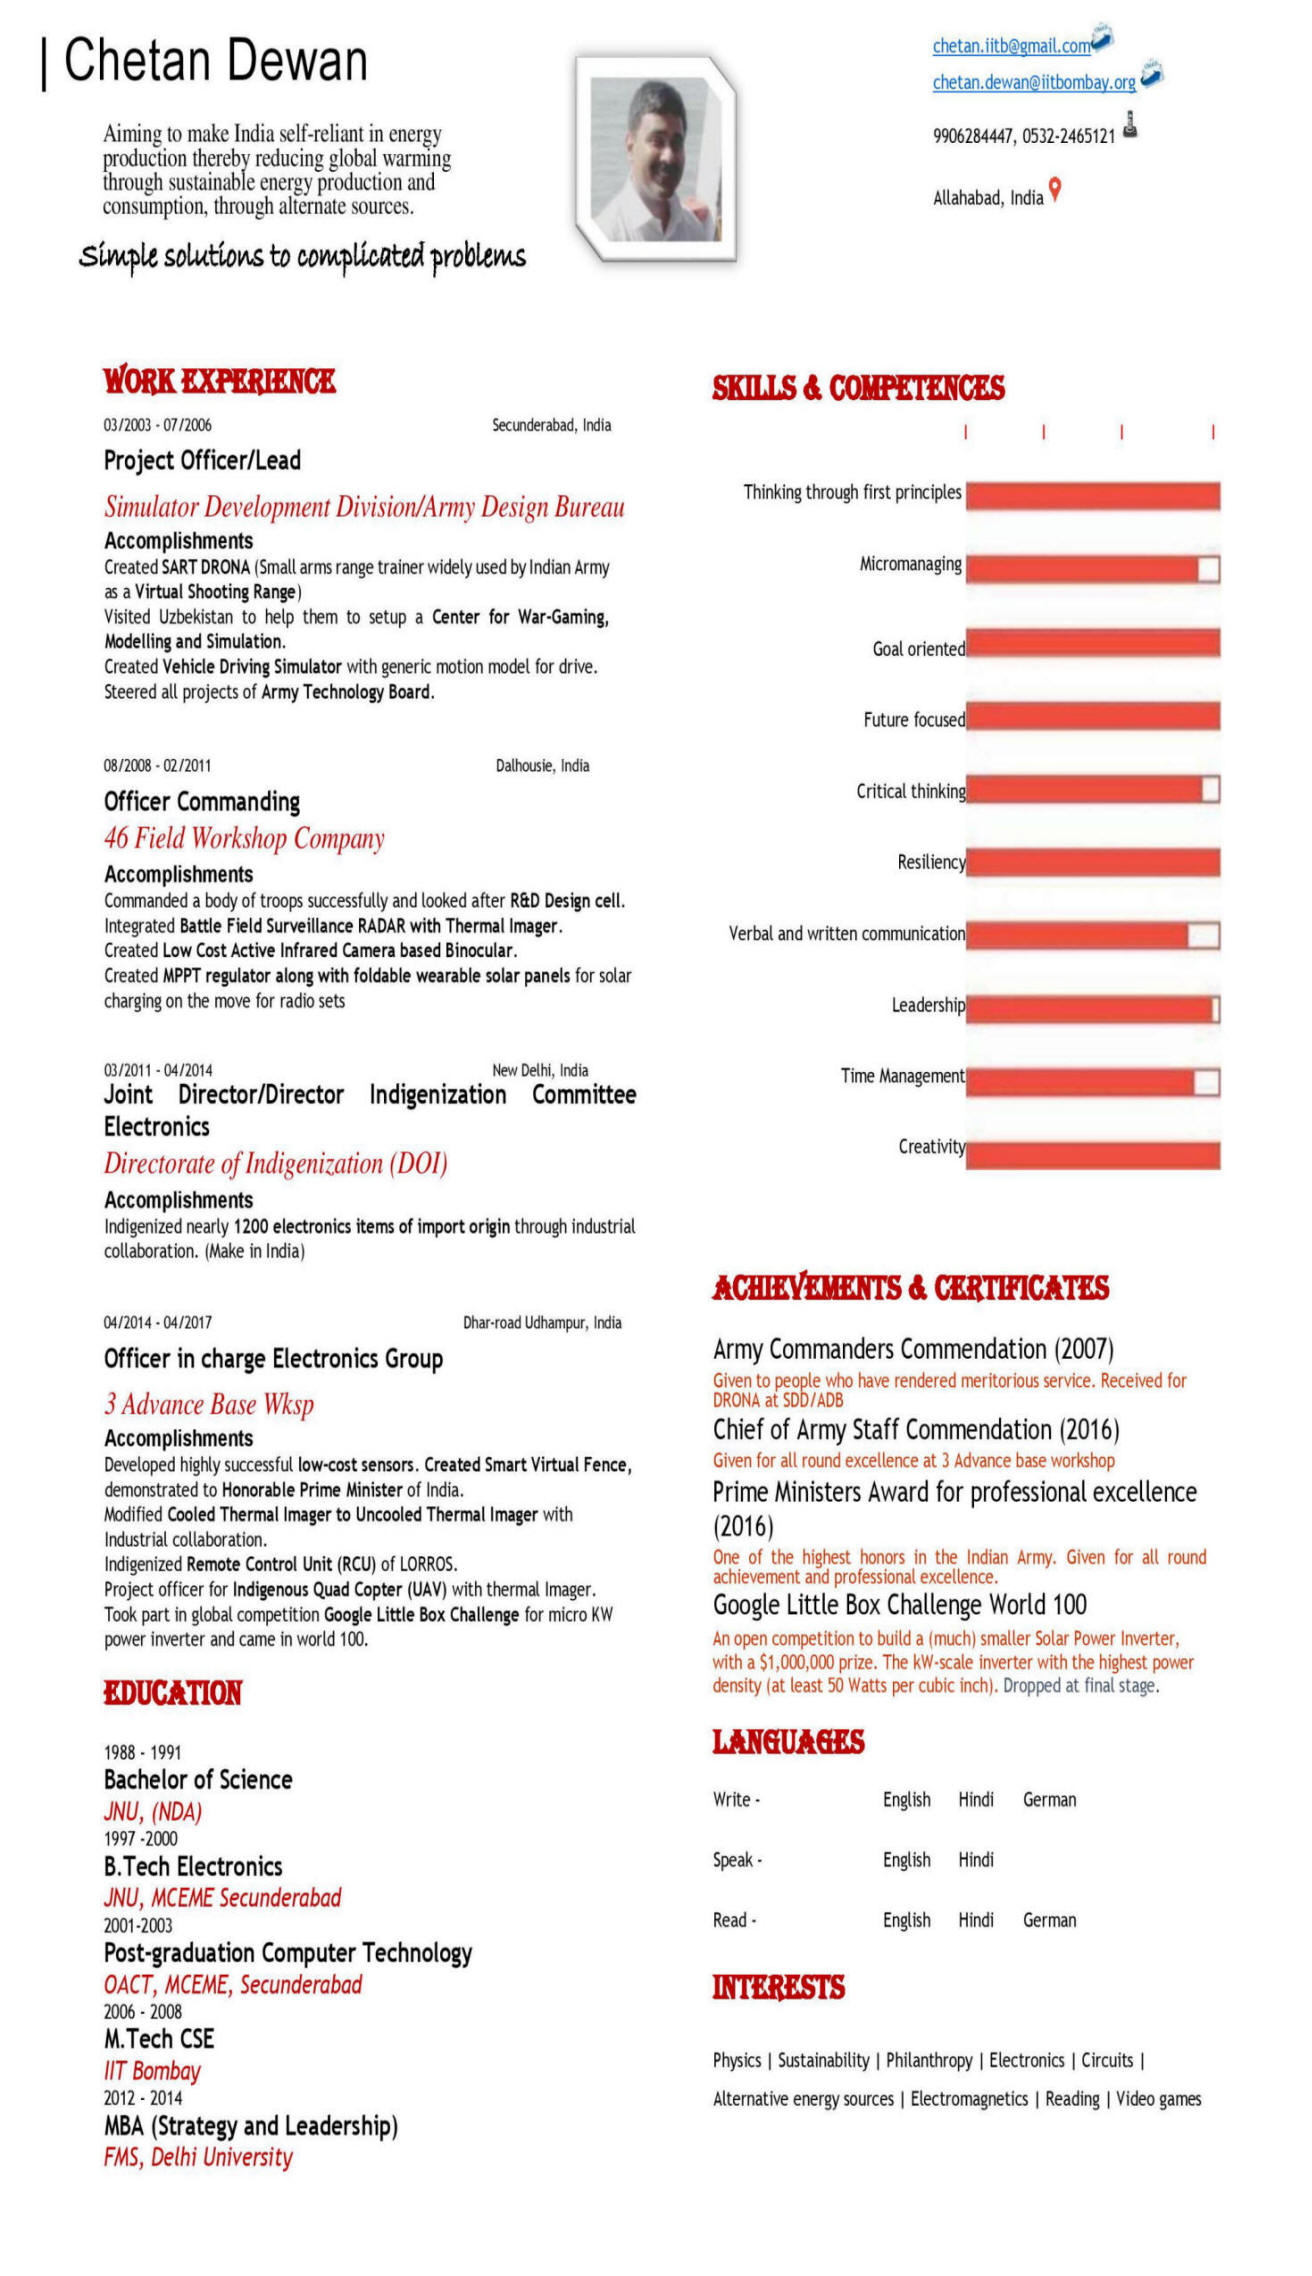 | Chetan Dewan
Aiming to make India self-reliant in energy
production thereby reducing global warming
through sustainable energy production and
consumption, through alternate sources.
Simple solutions to complicated problems
chetan.iitb@gmail.com
chetan.dewan@iitbombay.org
9906284447, 0532-2465121
Allahabad, India
WORK EXPERIENCE
03/2003 - 07/2006 Secunderabad, India
Project Officer/Lead
Simulator Development Division/Army Design Bureau
Accomplishments
Created SART DRONA (Small arms range trainer widely used by Indian Army
as a Virtual Shooting Range)
Visited Uzbekistan to help them to setup a Center for War-Gaming,
Modelling and Simulation.
Created Vehicle Driving Simulator with generic motion model for drive.
Steered all projects of Army Technology Board.
08/2008 - 02/2011 Dalhousie, India
Officer Commanding
46 Field Workshop Company
Accomplishments
Commanded a body of troops successfully and looked after R&D Design cell.
Integrated Battle Field Surveillance RADAR with Thermal Imager.
Created Low Cost Active Infrared Camera based Binocular.
Created MPPT regulator along with foldable wearable solar panels for solar
charging on the move for radio sets
03/2011 - 04/2014 New Delhi, India
Joint Director/Director Indigenization Committee
Electronics
Directorate of Indigenization (DOI)
Accomplishments
Indigenized nearly 1200 electronics items of import origin through industrial
collaboration. (Make in India)
04/2014 - 04/2017 Dhar-road Udhampur, India
Officer in charge Electronics Group
3 Advance Base Wksp
Accomplishments
Developed highly successful low-cost sensors. Created Smart Virtual Fence,
demonstrated to Honorable Prime Minister of India.
Modified Cooled Thermal Imager to Uncooled Thermal Imager with
Industrial collaboration.
Indigenized Remote Control Unit (RCU) of LORROS.
Project officer for Indigenous Quad Copter (UAV) with thermal Imager.
Took part in global competition Google Little Box Challenge for micro KW
power inverter and came in world 100.
EDUCATION
1988 - 1991
Bachelor of Science
JNU, (NDA)
1997 -2000
B.Tech Electronics
JNU, MCEME Secunderabad
2001-2003
Post-graduation Computer Technology
OACT, MCEME, Secunderabad
2006 - 2008
M.Tech CSE
IIT Bombay
2012 - 2014
MBA (Strategy and Leadership)
FMS, Delhi University
SKILLS & COMPETENCES
Thinking through first principles
Micromanaging
Goal oriented
Future focused
Critical thinking
Resiliency
Verbal and written communication
Leadership
Time Management
Creativity
ACHIEVEMENTS & CERTIFICATES
Army Commanders Commendation (2007)
Given to people who have rendered meritorious service. Received for
DRONA at SDD/ADB
Chief of Army Staff Commendation (2016)
Given for all round excellence at 3 Advance base workshop
Prime Ministers Award for professional excellence
(2016)
One of the highest honors in the Indian Army. Given for all round
achievement and professional excellence.
Google Little Box Challenge World 100
An open competition to build a (much) smaller Solar Power Inverter,
with a $1,000,000 prize. The kW-scale inverter with the highest power
density (at least 50 Watts per cubic inch). Dropped at final stage.
LANGUAGES
Write - English Hindi German
Speak - English Hindi
Read - English Hindi German
INTERESTS
Physics | Sustainability | Philanthropy | Electronics | Circuits |
Alternative energy sources | Electromagnetics | Reading | Video games